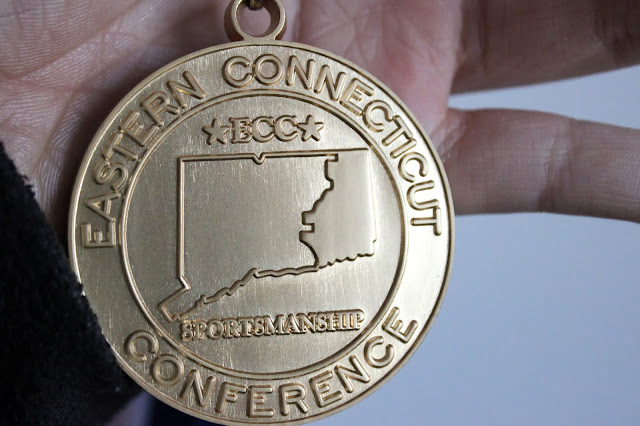 EASTERN CONNECTICUT
★ECC★
SPORTSMANSHIP
CONFERENCE